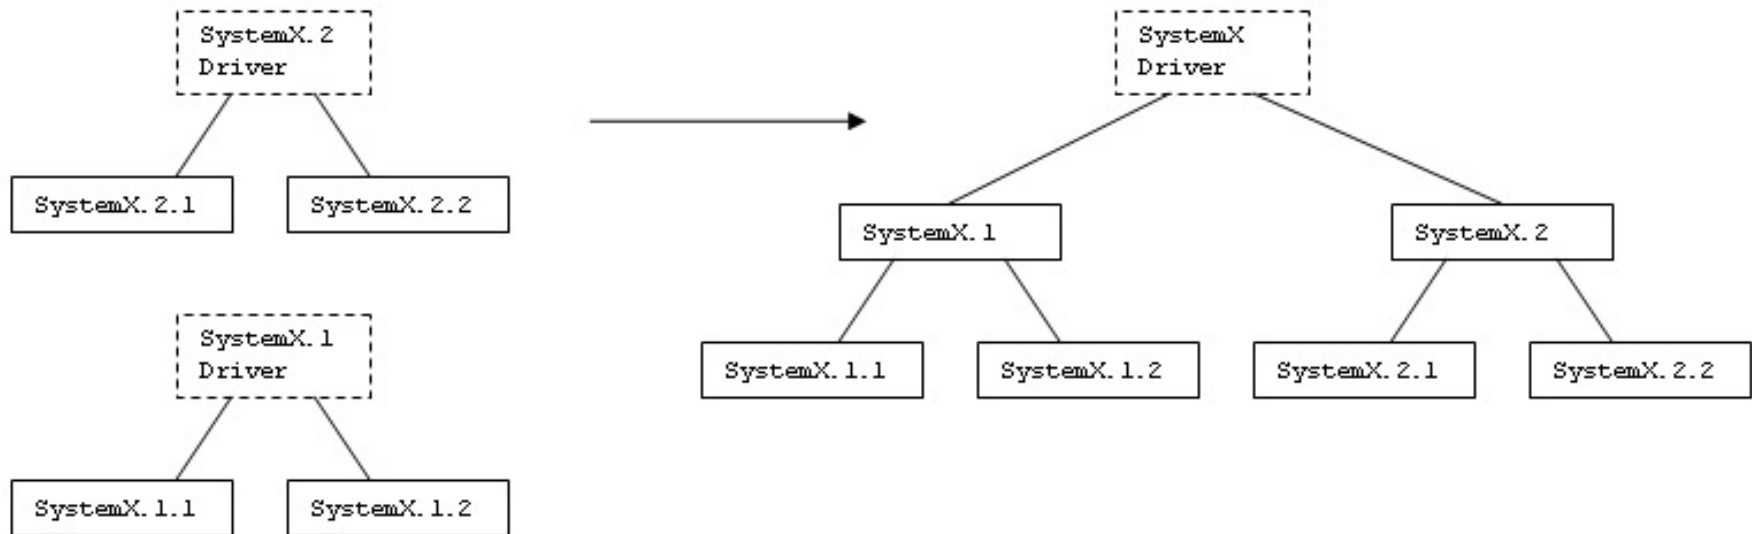 SystemX.2
Driver
SystemX.2.1
SystemX.2.2
SystemX.1
Driver
SystemX.1.1
SystemX.1.2
SystemX
Driver
SystemX.1
SystemX.2
SystemX.1.1
SystemX.1.2
SystemX.2.1
SystemX.2.2